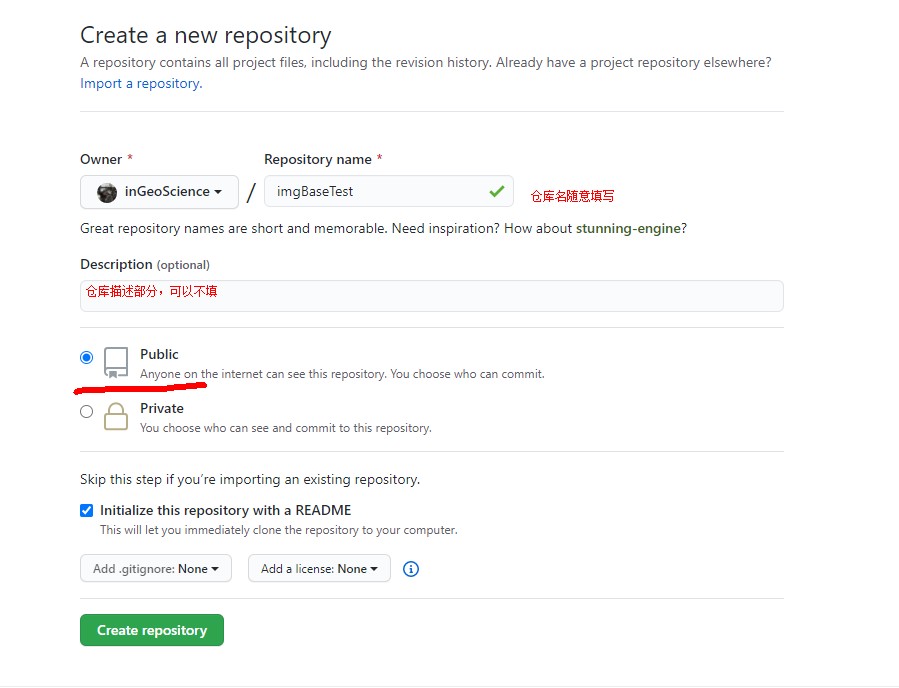 Create a new repository
A repository contains all project files, including the revision history. Already have a project repository elsewhere?
Import a repository.
Owner * Repository name *
inGeoScience / imgBaseTest 仓库名随意填写
Great repository names are short and memorable. Need inspiration? How about stunning-engine?
Description (optional)
仓库描述部分，可以不填
Public
Anyone on the internet can see this repository. You choose who can commit.
Private
You choose who can see and commit to this repository.
Skip this step if you’re importing an existing repository.
Initialize this repository with a README
This will let you immediately clone the repository to your computer.
Add .gitignore: None Add a license: None
Create repository